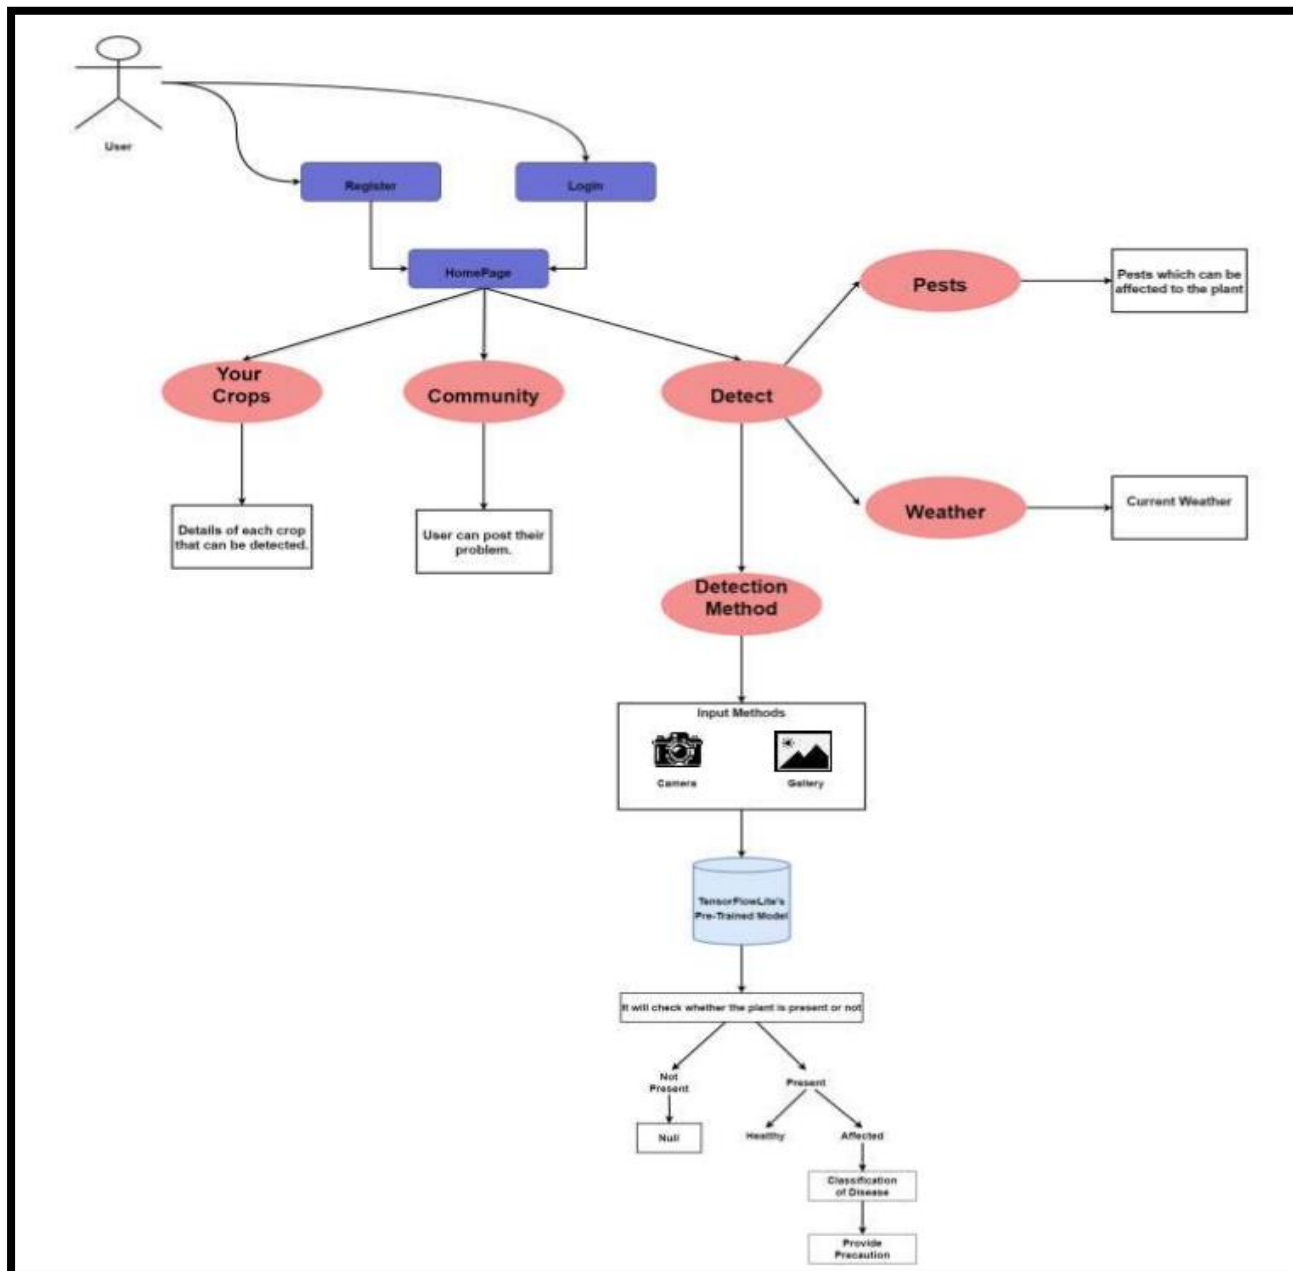 User
Register
Login
HomePage
Pests
Pests which can be
affected to the plant
Your
Crops
Community
Detect
Weather
Current Weather
Details of each crop
that can be detected.
User can post their
problem.
Detection
Method
Input Methods
Camera
Gallery
TensorFlowLite's
Pre-Trained Model
It will check whether the plant is present or not
Not
Present
Present
Null
Healthy
Affected
Classification
of Disease
Provide
Precaution